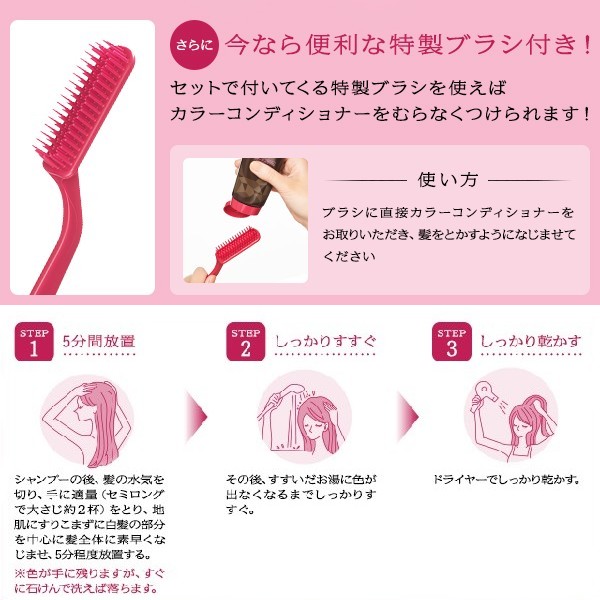 さらに 今なら便利な特製ブラシ付き!
セットで付いてくる特製ブラシを使えば
カラーコンディショナーをむらなくつけられます!
使い方
ブラシに直接カラーコンディショナーを
お取りいただき、髪をとかすようになじませて
ください
STEP 1 5分間放置
シャンプーの後、髪の水気を
切り、手に適量(セミロング
で大さじ約2杯)をとり、地
肌にすりこまずに白髪の部分
を中心に髪全体に素早くな
じませ、5分程度放置する。
※色が手に残りますが、すぐ
に石けんで洗えば落ちます。
STEP 2 しっかりすすぐ
その後、すすいだお湯に色が
出なくなるまでしっかりす
すぐ。
STEP 3 しっかり乾かす
ドライヤーでしっかり乾かす。